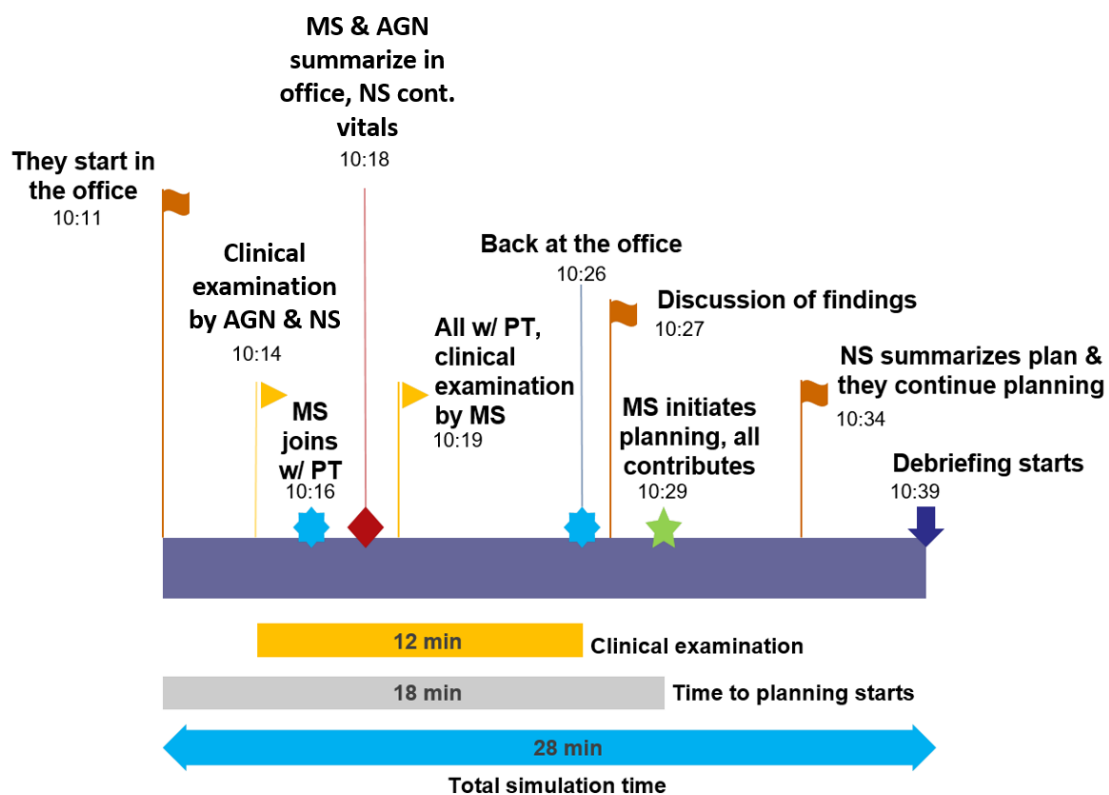 They start in
the office
10:11
Clinical
examination
by AGN & NS
10:14
MS
joins
w/ PT
10:16
MS & AGN
summarize in
office, NS cont.
vitals
10:18
All w/ PT,
clinical
examination
by MS
10:19
Back at the office
10:26
Discussion of findings
10:27
MS initiates
planning, all
contributes
10:29
NS summarizes plan &
they continue planning
10:34
Debriefing starts
10:39
12 min
Clinical examination
18 min
Time to planning starts
28 min
Total simulation time